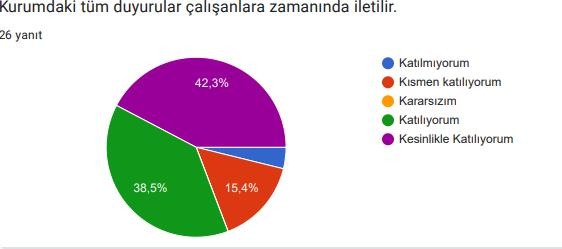 Kurumdaki tüm duyurular çalışanlara zamanında iletilir.
26 yanıt
Katılmıyorum
Kısmen katılıyorum
Kararsızım
Katılıyorum
Kesinlikle Katılıyorum
42,3%
38,5%
15,4%